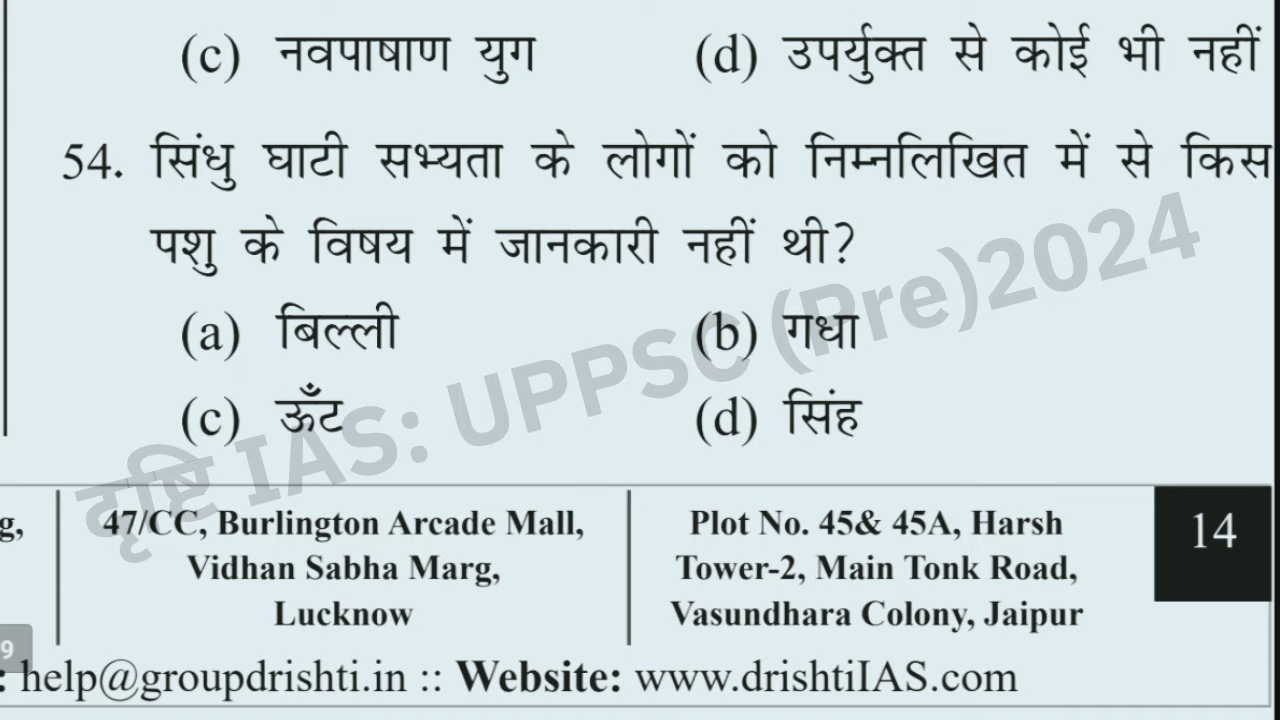 (c) नवपाषाण युग (d) उपर्युक्त से कोई भी नहीं
54. सिंधु घाटी सभ्यता के लोगों को निम्नलिखित में से किस
पशु के विषय में जानकारी नहीं थी?
(a) बिल्ली (b) गधा
(c) ऊँट (d) सिंह
दृष्टि IAS: UPPSC (Pre)2024
g,
47/CC, Burlington Arcade Mall,
Vidhan Sabha Marg,
Lucknow
Plot No. 45& 45A, Harsh
Tower-2, Main Tonk Road,
Vasundhara Colony, Jaipur
14
9
: help@groupdrishti.in :: Website: www.drishtiIAS.com